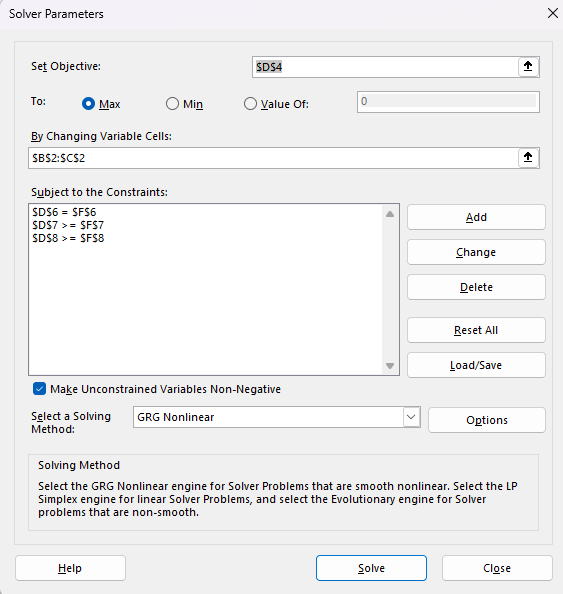 Solver Parameters
Set Objective:
$D$4
To:
Max
Min
Value Of:
0
By Changing Variable Cells:
$B$2:$C$2
Subject to the Constraints:
$D$6 = $F$6
$D$7 >= $F$7
$D$8 >= $F$8
Add
Change
Delete
Reset All
Load/Save
Make Unconstrained Variables Non-Negative
Select a Solving
Method:
GRG Nonlinear
Options
Solving Method
Select the GRG Nonlinear engine for Solver Problems that are smooth nonlinear. Select the LP
Simplex engine for linear Solver Problems, and select the Evolutionary engine for Solver
problems that are non-smooth.
Help
Solve
Close